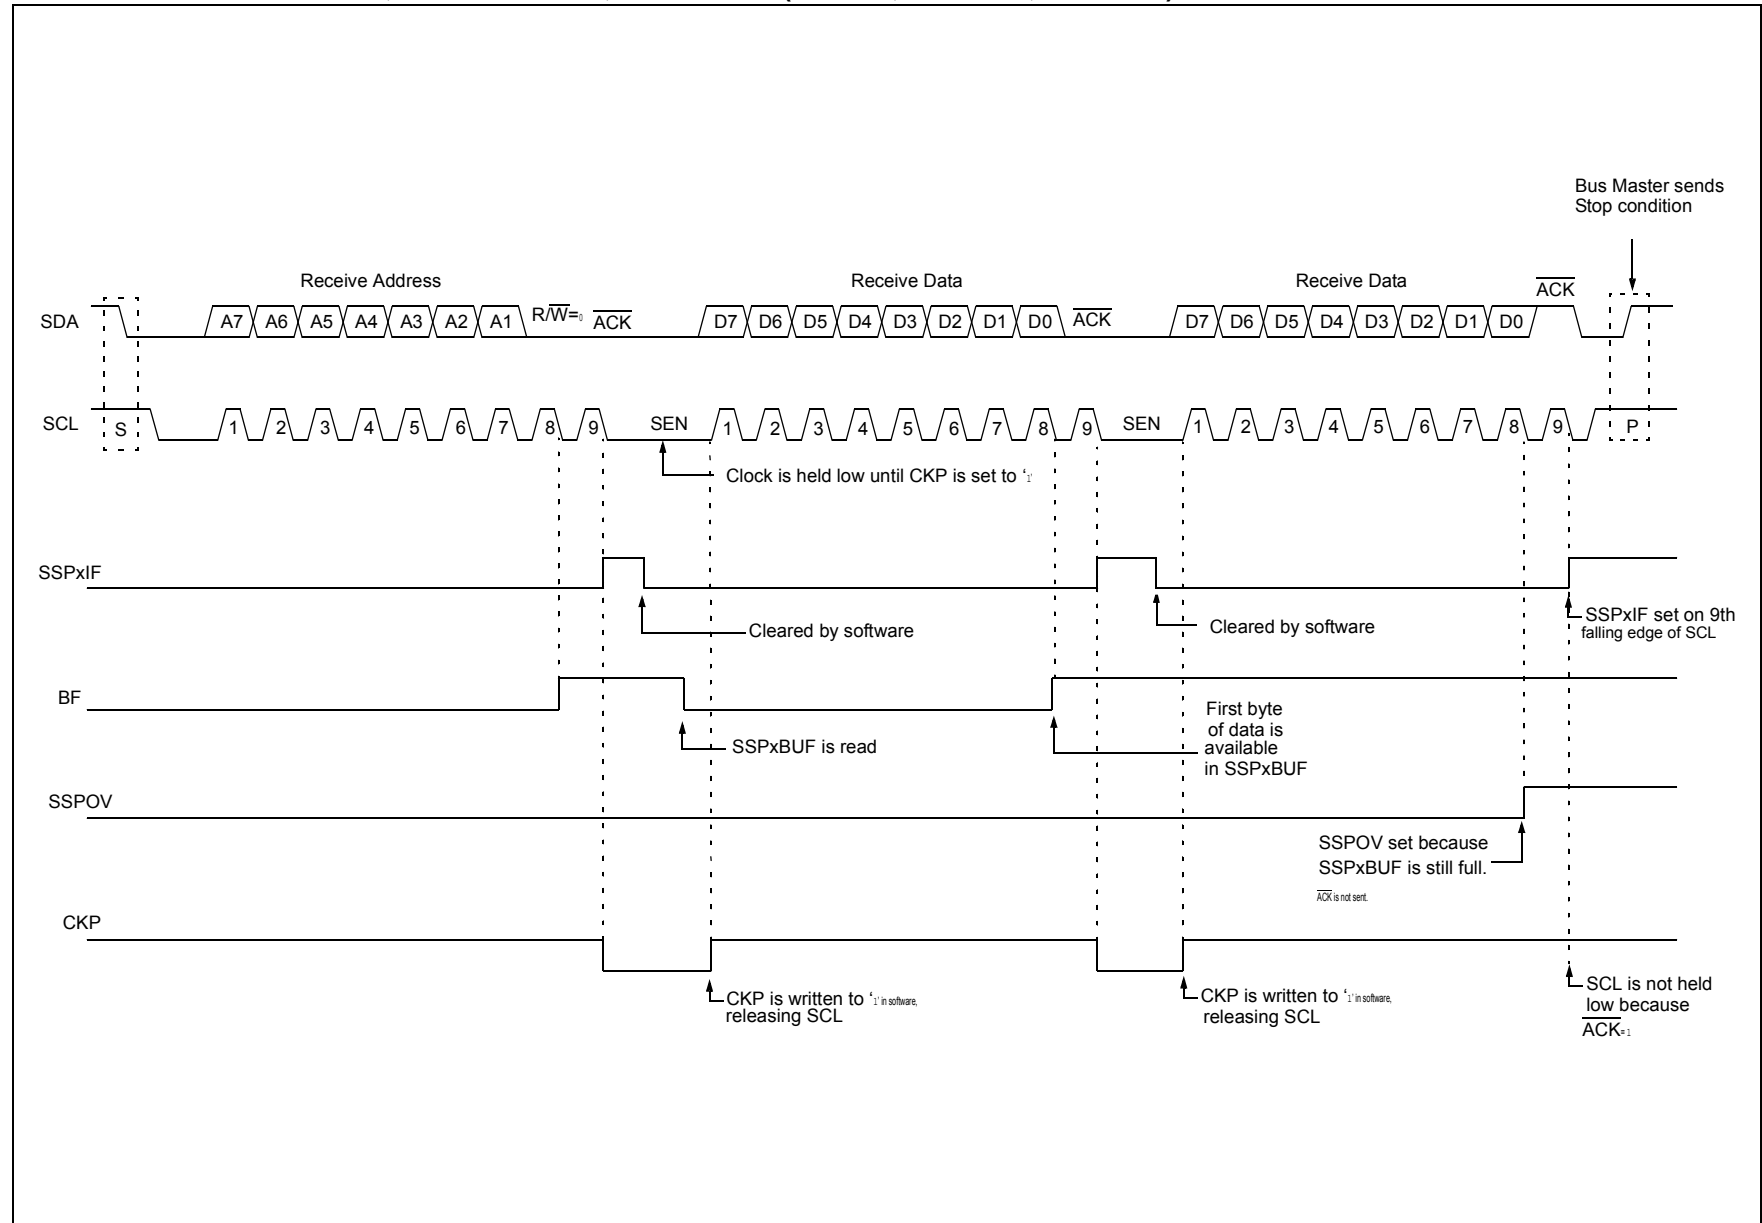 Bus Master sends
Stop condition
Receive Address
Receive Data
Receive Data
ACK
SDA
A7 A6 A5 A4 A3 A2 A1 R/W=0 ACK
D7 D6 D5 D4 D3 D2 D1 D0 ACK
D7 D6 D5 D4 D3 D2 D1 D0
SCL
S
1 2 3 4 5 6 7 8 9 SEN
1 2 3 4 5 6 7 8 9 SEN
1 2 3 4 5 6 7 8 9
P
Clock is held low until CKP is set to ‘1’
SSPxIF
Cleared by software
Cleared by software
SSPxIF set on 9th
falling edge of SCL
BF
SSPxBUF is read
First byte
of data is
available
in SSPxBUF
SSPOV
SSPOV set because
SSPxBUF is still full.
ACK is not sent.
CKP
CKP is written to ‘1’ in software,
releasing SCL
CKP is written to ‘1’ in software,
releasing SCL
SCL is not held
low because
ACK= 1